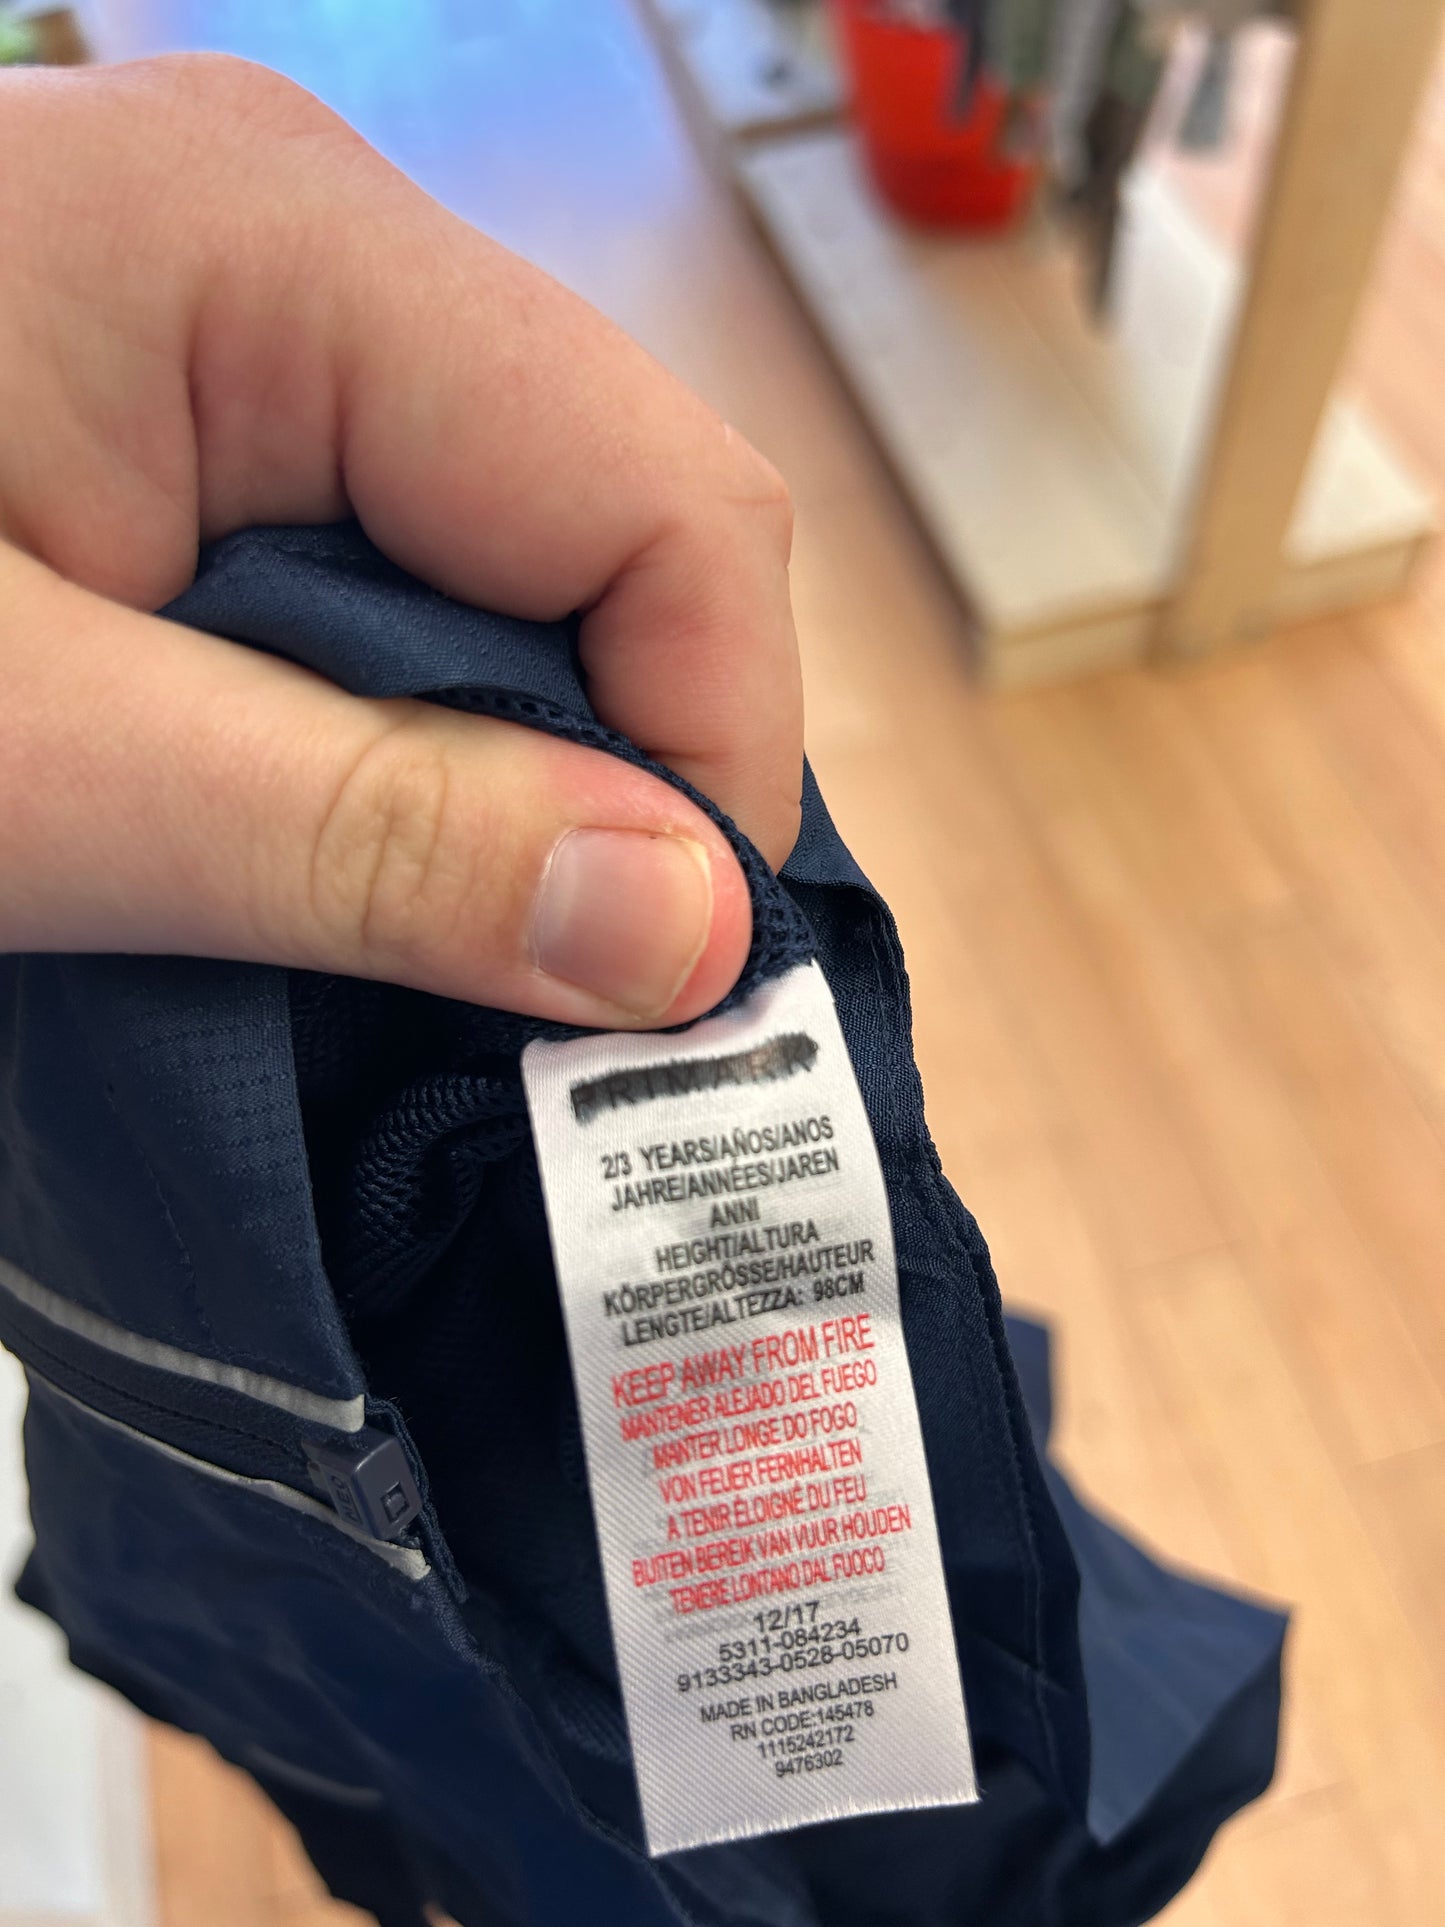 PRIMARK
2/3 YEARS/AÑOS/ANOS
JAHRE/ANNÉES/JAREN
ANNI
HEIGHT/ALTURA
KÖRPERGRÖSSE/HAUTEUR
LENGTE/ALTEZZA: 98CM
KEEP AWAY FROM FIRE
MANTENER ALEJADO DEL FUEGO
MANTER LONGE DO FOGO
VON FEUER FERNHALTEN
A TENIR ÉLOIGNÉ DU FEU
BUITEN BEREIK VAN VUUR HOUDEN
TENERE LONTANO DAL FUOCO
12/17
5311-084234
9133343-0528-05070
MADE IN BANGLADESH
RN CODE:145478
1115242172
9476302